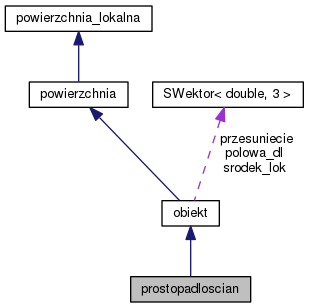 powierzchnia_lokalna
powierzchnia
SWektor< double, 3 >
przesuniecie
polowa_dl
srodek_lok
obiekt
prostopadloscian